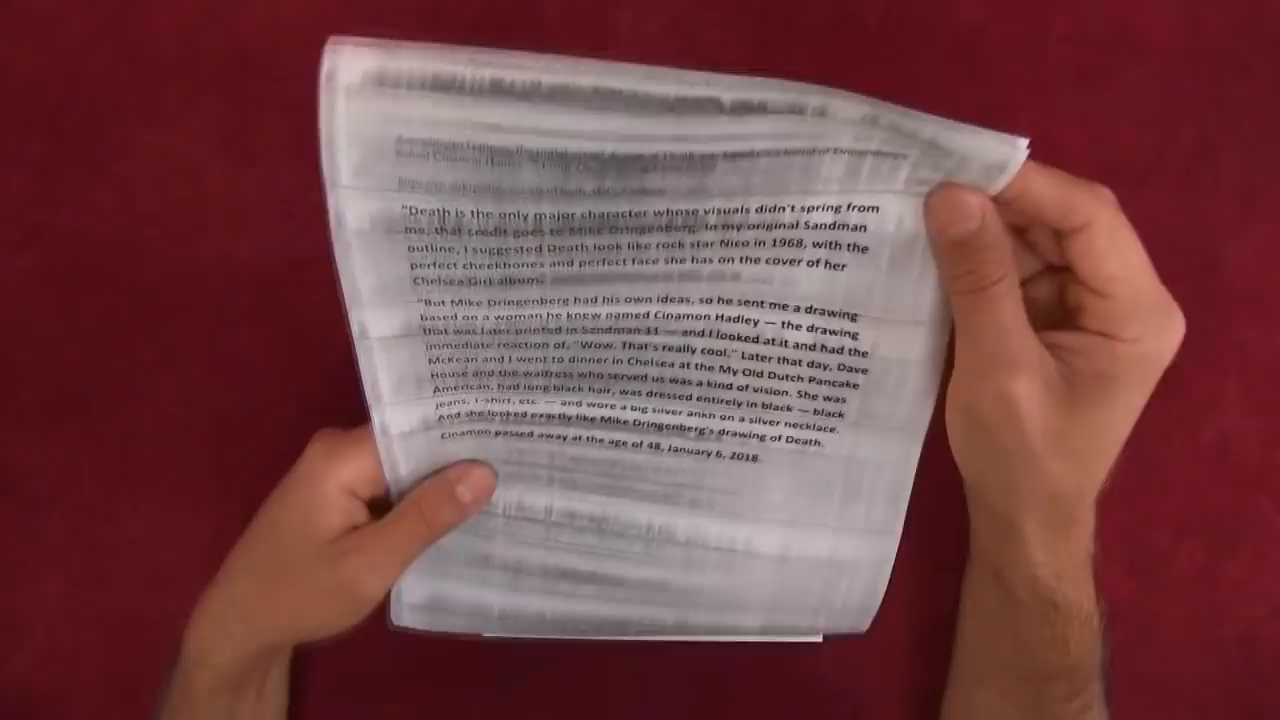 "Death is the only major character whose visuals didn't spring from
me, that credit goes to Mike Dringenberg. In my original Sandman
outline, I suggested Death look like rock star Nico in 1968, with the
perfect cheekbones and perfect face she has on the cover of her
Chelsea Girl album.
"But Mike Dringenberg had his own ideas, so he sent me a drawing
based on a woman he knew named Cinamon Hadley — the drawing
that was later printed in Sandman 11 — and I looked at it and had the
immediate reaction of, "Wow. That's really cool." Later that day, Dave
McKean and I went to dinner in Chelsea at the My Old Dutch Pancake
House and the waitress who served us was a kind of vision. She was
American, had long black hair, was dressed entirely in black — black
jeans, T-shirt, etc. — and wore a big silver ankh on a silver necklace.
And she looked exactly like Mike Dringenberg's drawing of Death.
Cinamon passed away at the age of 48, January 6, 2018